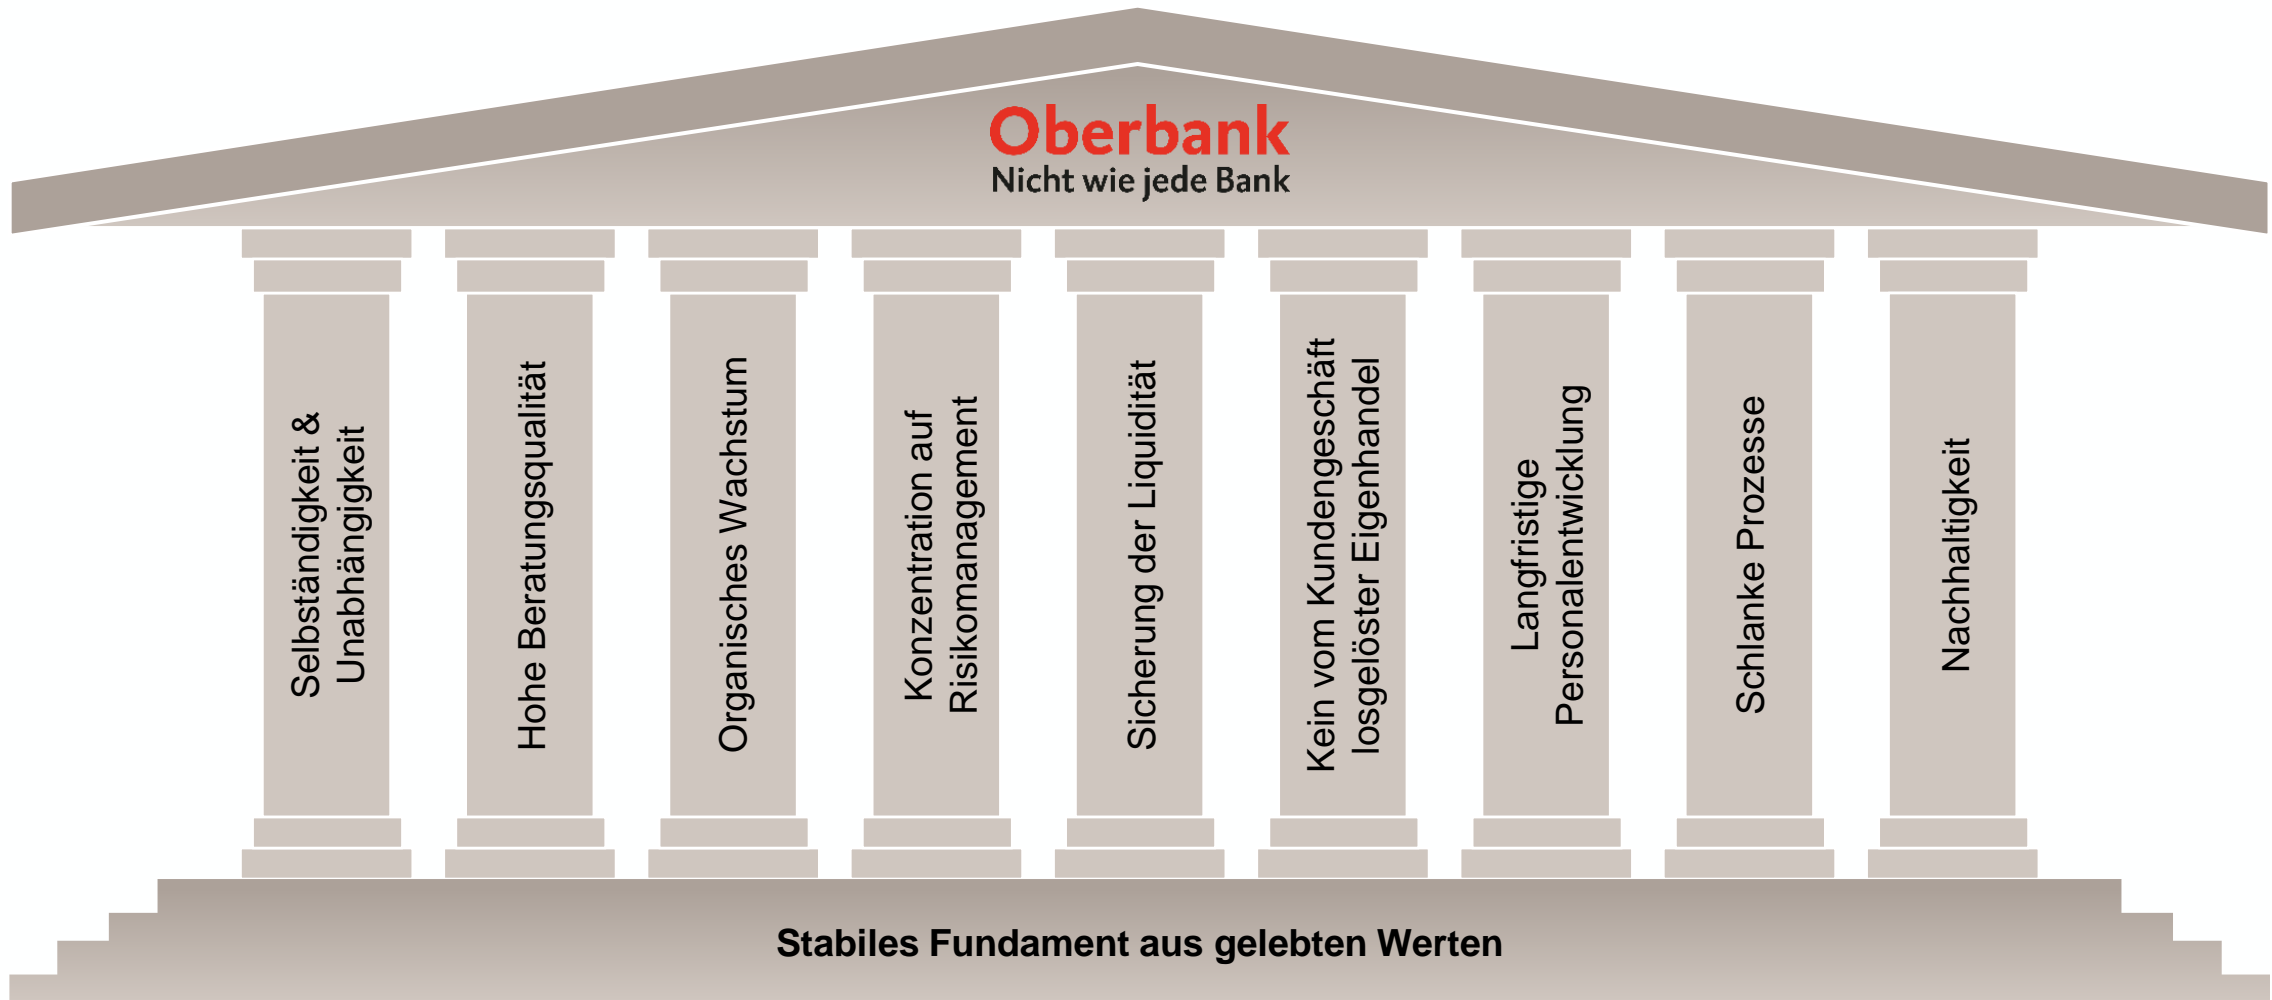 Oberbank
Nicht wie jede Bank
Selbständigkeit &
Unabhängigkeit
Hohe Beratungsqualität
Organisches Wachstum
Konzentration auf
Risikomanagement
Sicherung der Liquidität
Kein vom Kundengeschäft
losgelöster Eigenhandel
Langfristige
Personalentwicklung
Schlanke Prozesse
Nachhaltigkeit
Stabiles Fundament aus gelebten Werten